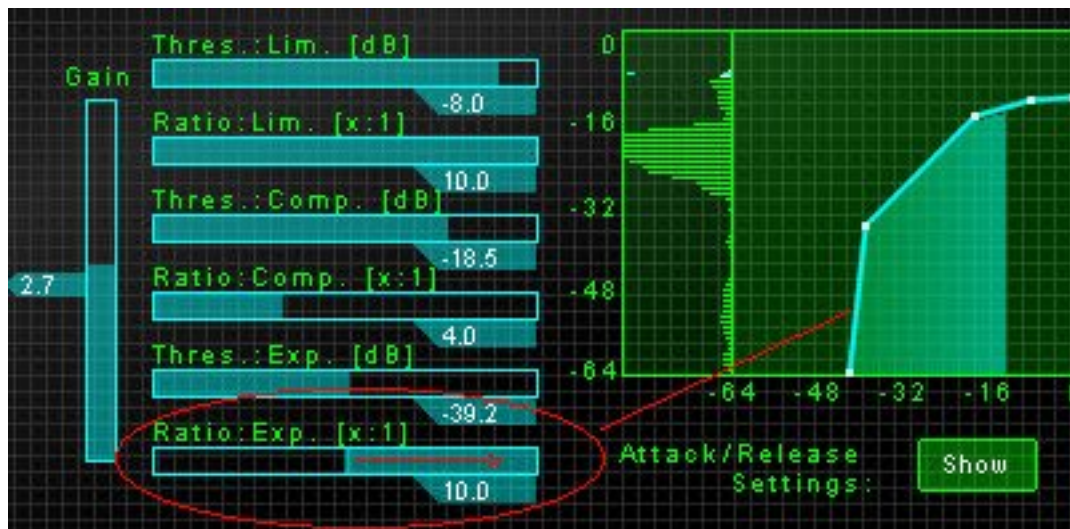 Thres.:Lim. [dB]
Gain
-8.0
Ratio:Lim. [x:1]
10.0
Thres.:Comp. [dB]
-18.5
2.7
Ratio:Comp. [x:1]
4.0
Thres.:Exp. [dB]
-39.2
Ratio:Exp. [x:1]
10.0
0
-16
-32
-48
-64
-64 -48 -32 -16
Attack/Release
Settings:
Show